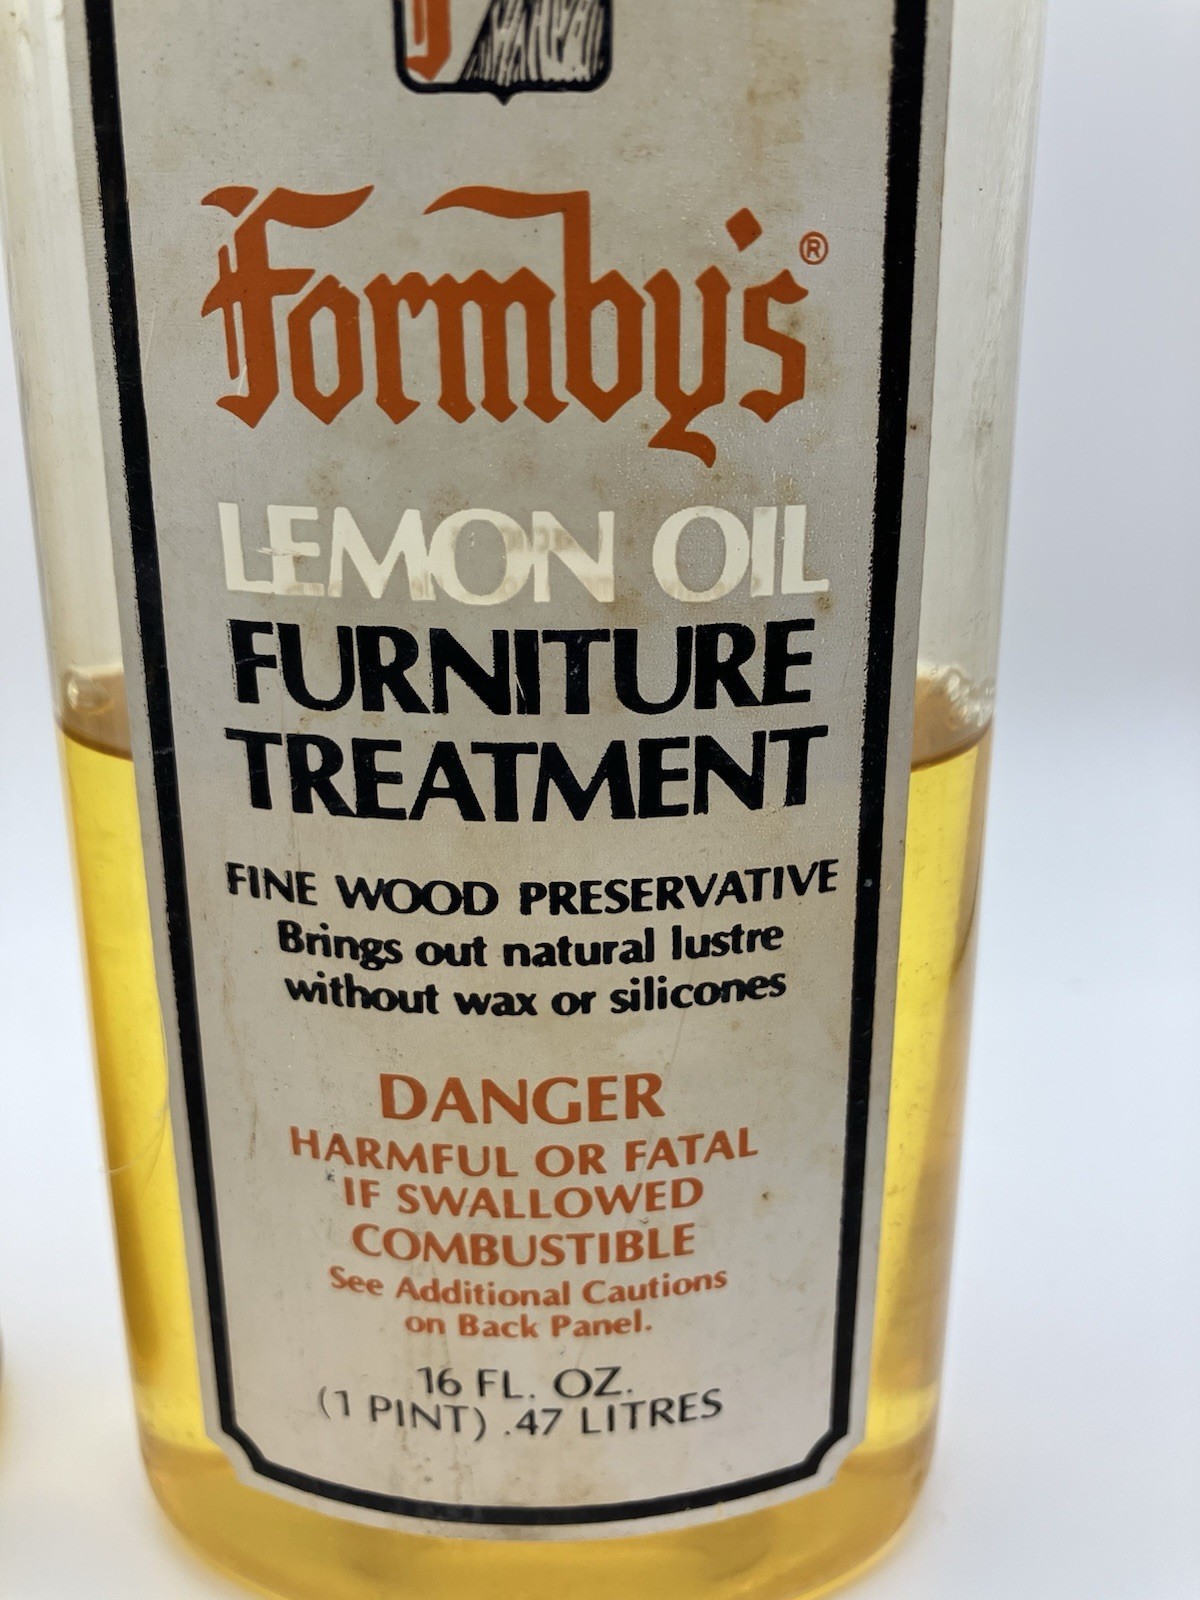 Formby's®
LEMON OIL
FURNITURE
TREATMENT
FINE WOOD PRESERVATIVE
Brings out natural lustre
without wax or silicones
DANGER
HARMFUL OR FATAL
IF SWALLOWED
COMBUSTIBLE
See Additional Cautions
on Back Panel.
16 FL. OZ.
(1 PINT) .47 LITRES